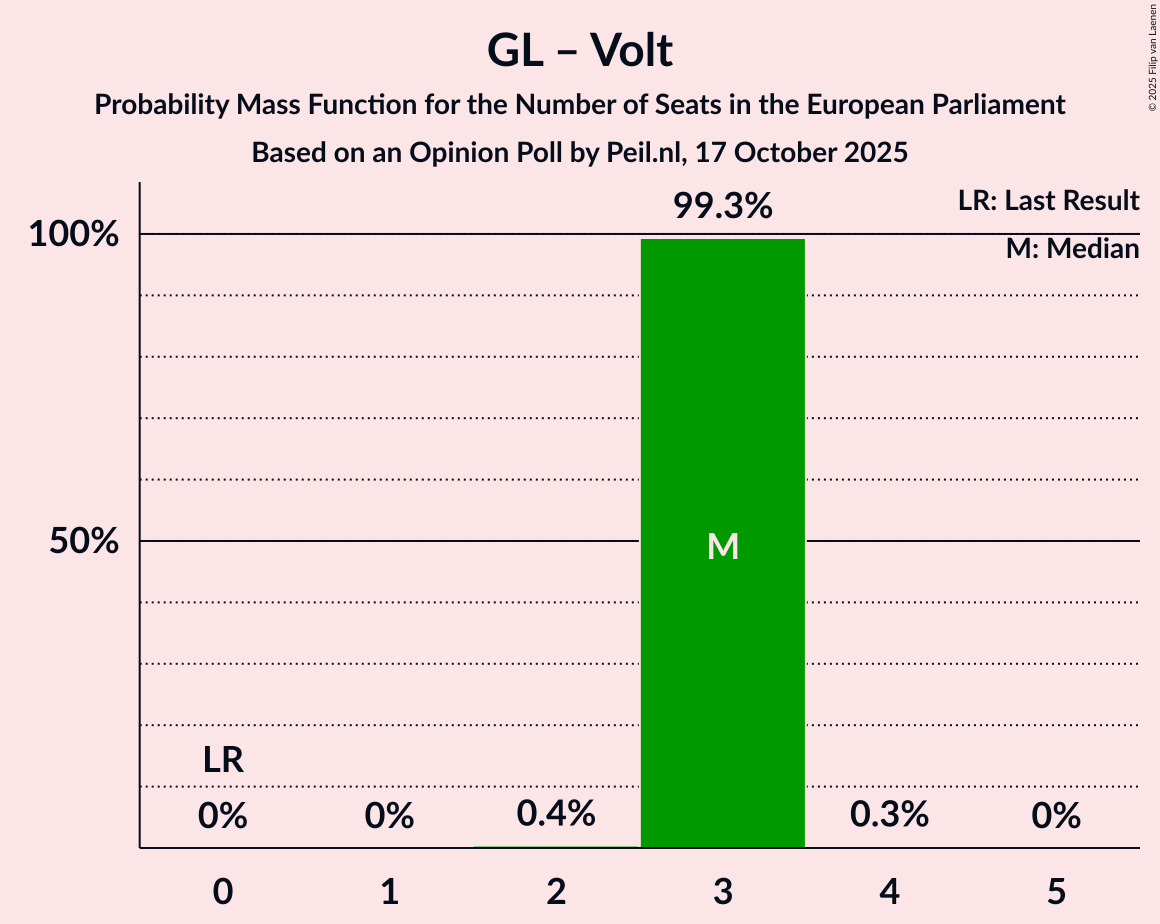 GL – Volt
Probability Mass Function for the Number of Seats in the European Parliament
Based on an Opinion Poll by Peil.nl, 17 October 2025
© 2025 Filip van Laenen
LR: Last Result
M: Median
99.3%
100%
50%
M
LR
0%
0%
0.4%
0.3%
0%
0
1
2
3
4
5